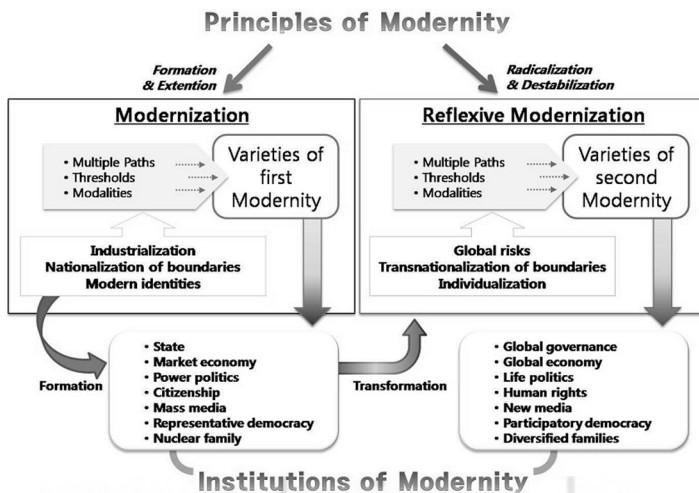 Principles of Modernity
Formation
& Extention
Radicalization
& Destabilization
Modernization
• Multiple Paths
• Thresholds
• Modalities
Varieties of
first
Modernity
Industrialization
Nationalization of boundaries
Modern identities
Reflexive Modernization
• Multiple Paths
• Thresholds
• Modalities
Varieties of
second
Modernity
Global risks
Transnationalization of boundaries
Individualization
Formation
• State
• Market economy
• Power politics
• Citizenship
• Mass media
• Representative democracy
• Nuclear family
Transformation
• Global governance
• Global economy
• Life politics
• Human rights
• New media
• Participatory democracy
• Diversified families
Institutions of Modernity